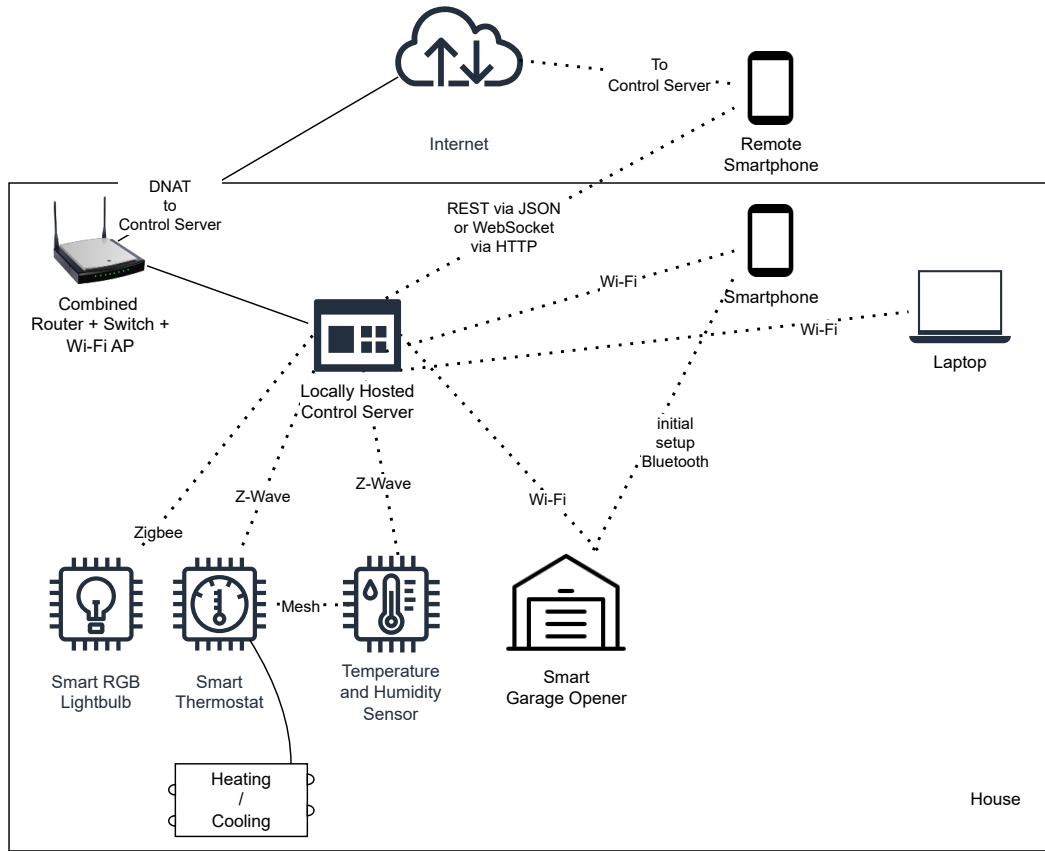 To
Control Server
Internet
Remote
Smartphone
DNAT
to
Control Server
REST via JSON
or WebSocket
via HTTP
Combined
Router + Switch +
Wi-Fi AP
Wi-Fi
Smartphone
Wi-Fi
Laptop
Locally Hosted
Control Server
initial
setup
Bluetooth
Z-Wave
Z-Wave
Wi-Fi
Zigbee
Mesh
Smart RGB
Lightbulb
Smart
Thermostat
Temperature
and Humidity
Sensor
Smart
Garage Opener
Heating
/
Cooling
House